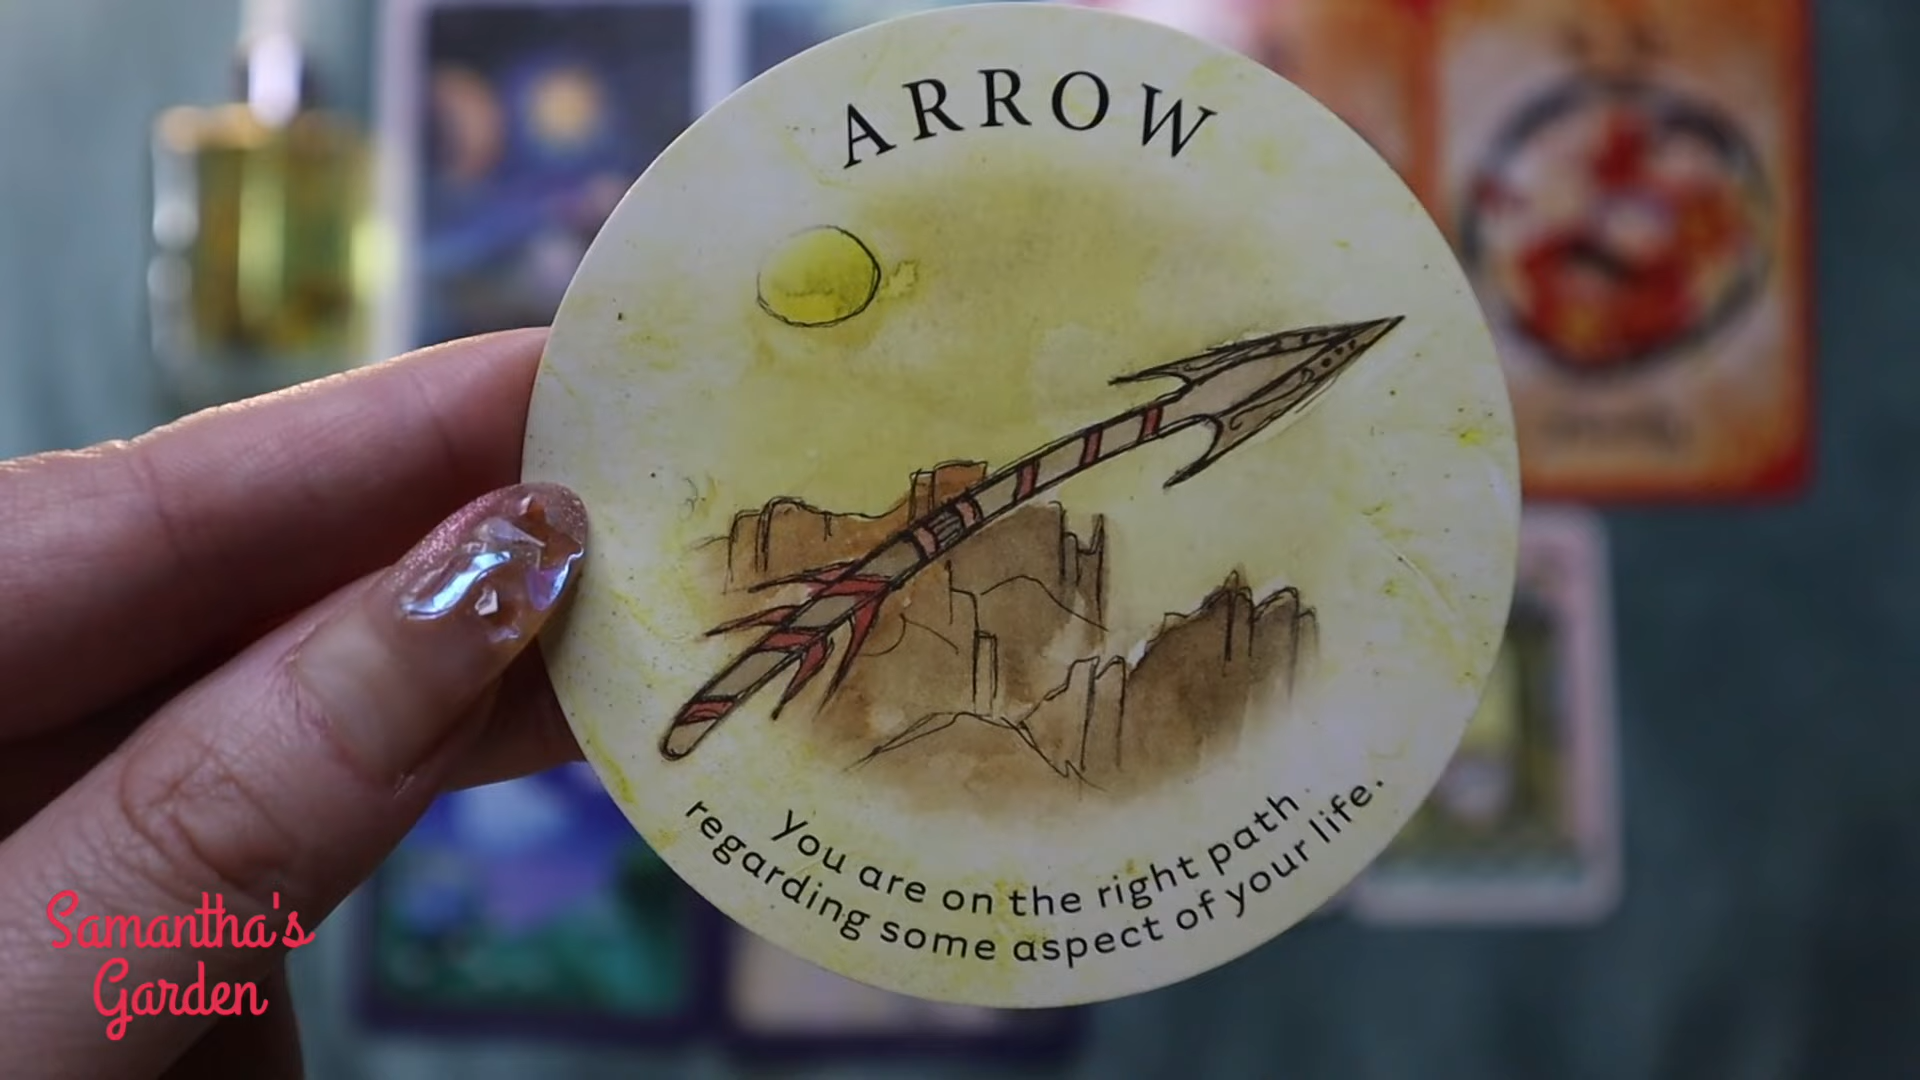 ARROW
You are on the right path
regarding some aspect of your life.
Samantha's
Garden